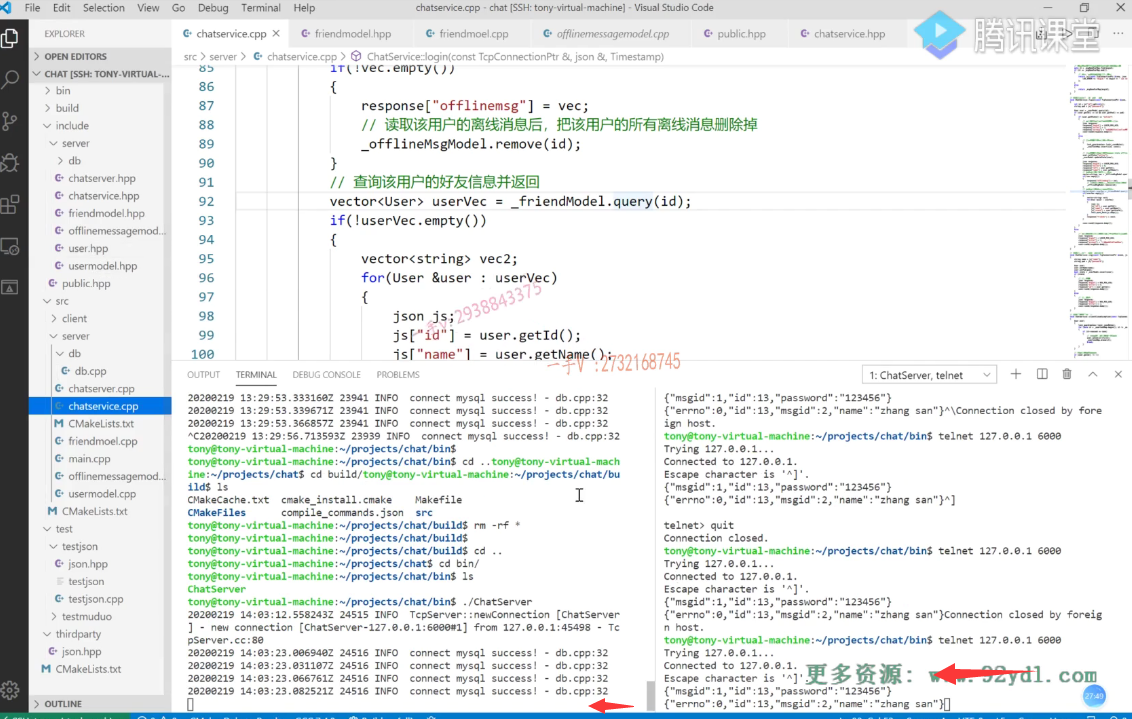 File Edit Selection View Go Debug Terminal Help
chatservice.cpp - chat [SSH: tony-virtual-machine] - Visual Studio Code
EXPLORER
OPEN EDITORS
CHAT [SSH: TONY-VIRTUAL-...
bin
build
include
server
db
chatserver.hpp
chatservice.hpp
friendmodel.hpp
offlinemessagemod...
user.hpp
usermodel.hpp
public.hpp
src
client
server
db
db.cpp
chatserver.cpp
chatservice.cpp
CMakeLists.txt
friendmoel.cpp
main.cpp
offlinemessagemod...
usermodel.cpp
CMakeLists.txt
test
testjson
json.hpp
testjson
testjson.cpp
testmuduo
thirdparty
json.hpp
CMakeLists.txt
OUTLINE
chatservice.cpp friendmodel.hpp friendmoel.cpp offlinemessagemodel.cpp public.hpp chatservice.hpp
腾讯课堂
src > server > chatservice.cpp > ChatService::login(const TcpConnectionPtr &, json &, Timestamp)
85 if(!vec.empty())
86 {
87 response["offlinemsg"] = vec;
88 // 读取该用户的离线消息后，把该用户的所有离线消息删除掉
89 _offlineMsgModel.remove(id);
90 }
91 // 查询该用户的好友信息并返回
92 vector<User> userVec = _friendModel.query(id);
93 if(!userVec.empty())
94 {
95 vector<string> vec2;
96 for(User &user : userVec)
97 {
98 json js;
99 js["id"] = user.getId();
100 js["name"] = user.getName();
一手V :2732168745
OUTPUT TERMINAL DEBUG CONSOLE PROBLEMS
1: ChatServer, telnet
20200219 13:29:53.333160Z 23941 INFO  connect mysql success! - db.cpp:32
20200219 13:29:53.339671Z 23941 INFO  connect mysql success! - db.cpp:32
20200219 13:29:53.366857Z 23941 INFO  connect mysql success! - db.cpp:32
^C20200219 13:29:56.713593Z 23939 INFO  connect mysql success! - db.cpp:32
tony@tony-virtual-machine:~/projects/chat/bin$
tony@tony-virtual-machine:~/projects/chat/bin$ cd ..tony@tony-virtual-mach
ine:~/projects/chat$ cd build/tony@tony-virtual-machine:~/projects/chat/bu
ild$ ls
CMakeCache.txt  cmake_install.cmake    Makefile
CMakeFiles      compile_commands.json  src
tony@tony-virtual-machine:~/projects/chat/build$ rm -rf *
tony@tony-virtual-machine:~/projects/chat/build$
tony@tony-virtual-machine:~/projects/chat/build$ cd ..
tony@tony-virtual-machine:~/projects/chat$ cd bin/
tony@tony-virtual-machine:~/projects/chat/bin$ ls
ChatServer
tony@tony-virtual-machine:~/projects/chat/bin$ ./ChatServer
20200219 14:03:12.558243Z 24515 INFO  TcpServer::newConnection [ChatServer
] - new connection [ChatServer-127.0.0.1:6000#1] from 127.0.0.1:45498 - Tc
pServer.cc:80
20200219 14:03:23.006940Z 24516 INFO  connect mysql success! - db.cpp:32
20200219 14:03:23.031107Z 24516 INFO  connect mysql success! - db.cpp:32
20200219 14:03:23.066761Z 24516 INFO  connect mysql success! - db.cpp:32
20200219 14:03:23.082521Z 24516 INFO  connect mysql success! - db.cpp:32
{"msgid":1,"id":13,"password":"123456"}
{"errno":0,"id":13,"msgid":2,"name":"zhang san"}^\Connection closed by fore
ign host.
tony@tony-virtual-machine:~/projects/chat/bin$ telnet 127.0.0.1 6000
Trying 127.0.0.1...
Connected to 127.0.0.1.
Escape character is '^]'.
{"msgid":1,"id":13,"password":"123456"}
{"errno":0,"id":13,"msgid":2,"name":"zhang san"}^]
telnet> quit
Connection closed.
tony@tony-virtual-machine:~/projects/chat/bin$ telnet 127.0.0.1 6000
Trying 127.0.0.1...
Connected to 127.0.0.1.
Escape character is '^]'.
{"msgid":1,"id":13,"password":"123456"}
{"errno":0,"id":13,"msgid":2,"name":"zhang san"}Connection closed by foreig
n host.
tony@tony-virtual-machine:~/projects/chat/bin$ telnet 127.0.0.1 6000
Trying 127.0.0.1...
Connected to 127.0.0.1.
Escape character is '^]'.
{"msgid":1,"id":13,"password":"123456"}
{"errno":0,"id":13,"msgid":2,"name":"zhang san"}
更多资源: www.92ydl.com
27:49